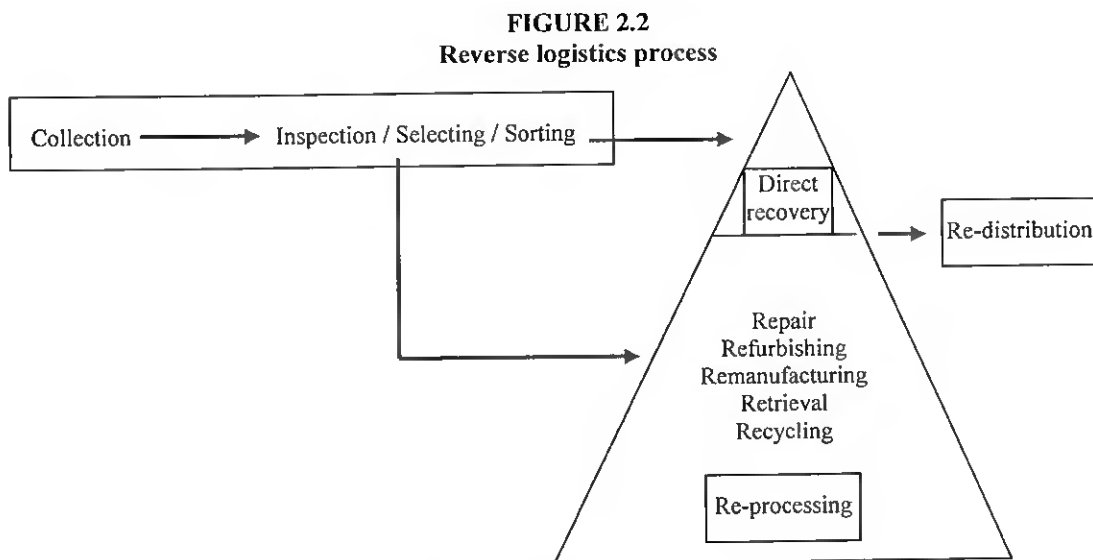 FIGURE 2.2
Reverse logistics process
Collection
Inspection / Selecting / Sorting
Direct
recovery
Re-distribution
Repair
Refurbishing
Remanufacturing
Retrieval
Recycling
Re-processing